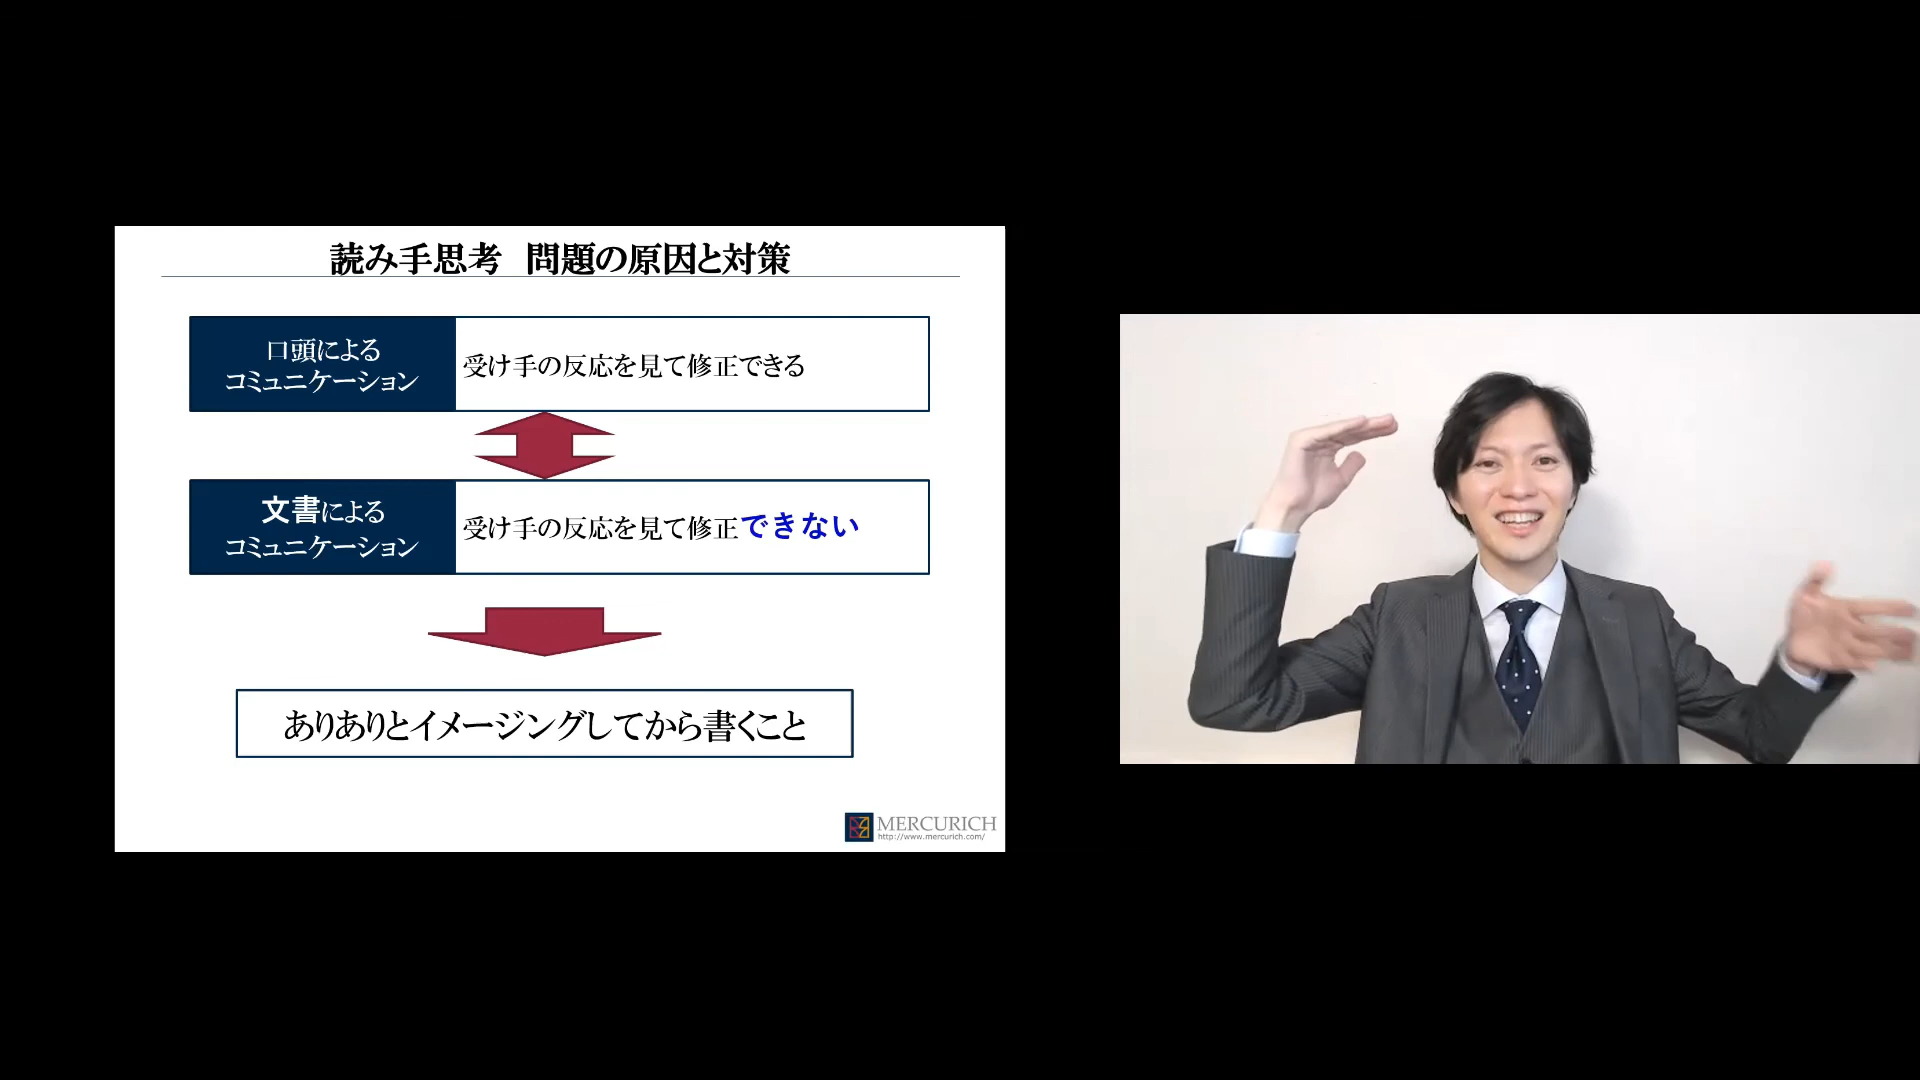 読み手思考　問題の原因と対策
口頭による
コミュニケーション
受け手の反応を見て修正できる
文書による
コミュニケーション
受け手の反応を見て修正できない
ありありとイメージングしてから書くこと
MERCURICH
http://www.mercurich.com/